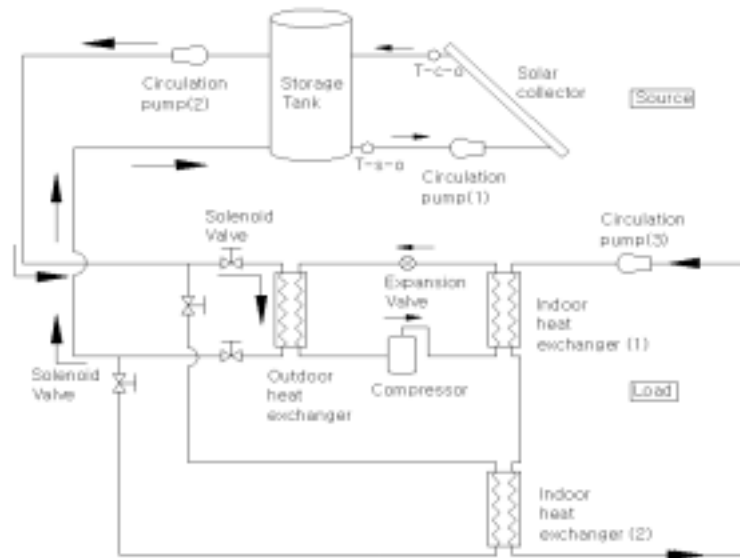 Circulation
pump(2)
Storage
Tank
T-c-o
Solar
collector
Source
T-s-o
Circulation
pump(1)
Solenoid
Valve
Circulation
pump(3)
Expansion
Valve
Indoor
heat
exchanger (1)
Solenoid
Valve
Outdoor
heat
exchanger
Compressor
Load
Indoor
heat
exchanger (2)